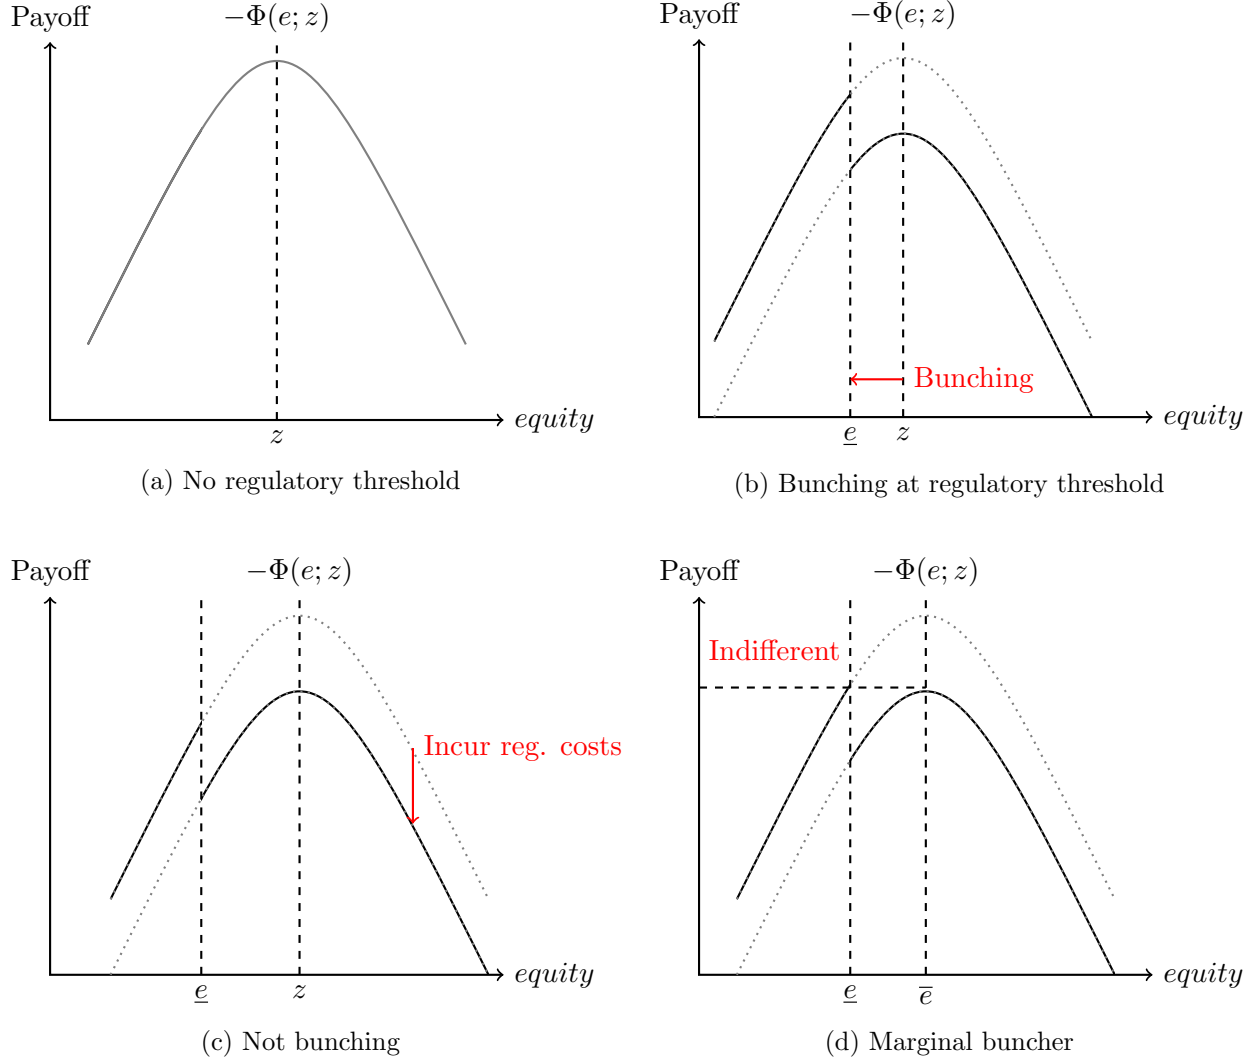 Payoff
−Φ(e; z)
equity
z
(a) No regulatory threshold
Payoff
−Φ(e; z)
Bunching
equity
e̲
z
(b) Bunching at regulatory threshold
Payoff
−Φ(e; z)
Incur reg. costs
equity
e̲
z
(c) Not bunching
Payoff
−Φ(e; z)
Indifferent
equity
e̲
e̅
(d) Marginal buncher